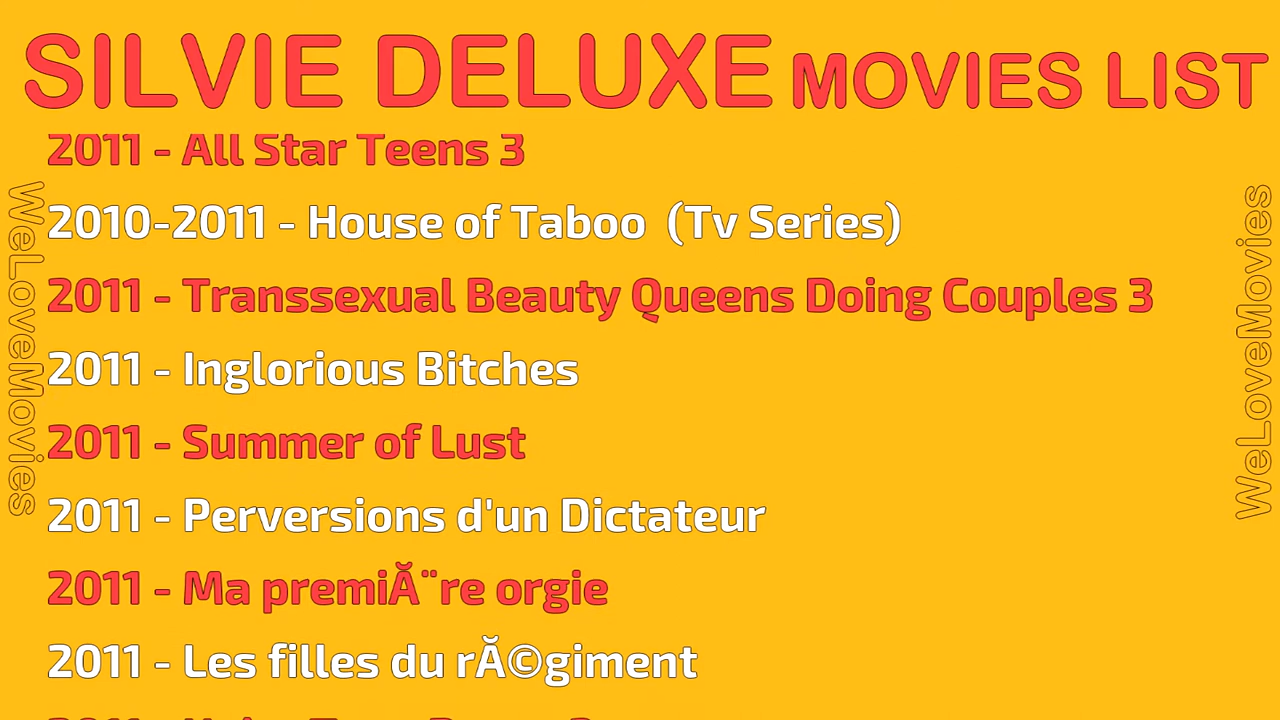 SILVIE DELUXE MOVIES LIST
2011 - All Star Teens 3
2010-2011 - House of Taboo (Tv Series)
2011 - Transsexual Beauty Queens Doing Couples 3
2011 - Inglorious Bitches
2011 - Summer of Lust
2011 - Perversions d'un Dictateur
2011 - Ma premiĂ¨re orgie
2011 - Les filles du rĂ©giment
WeLoveMovies
WeLoveMovies